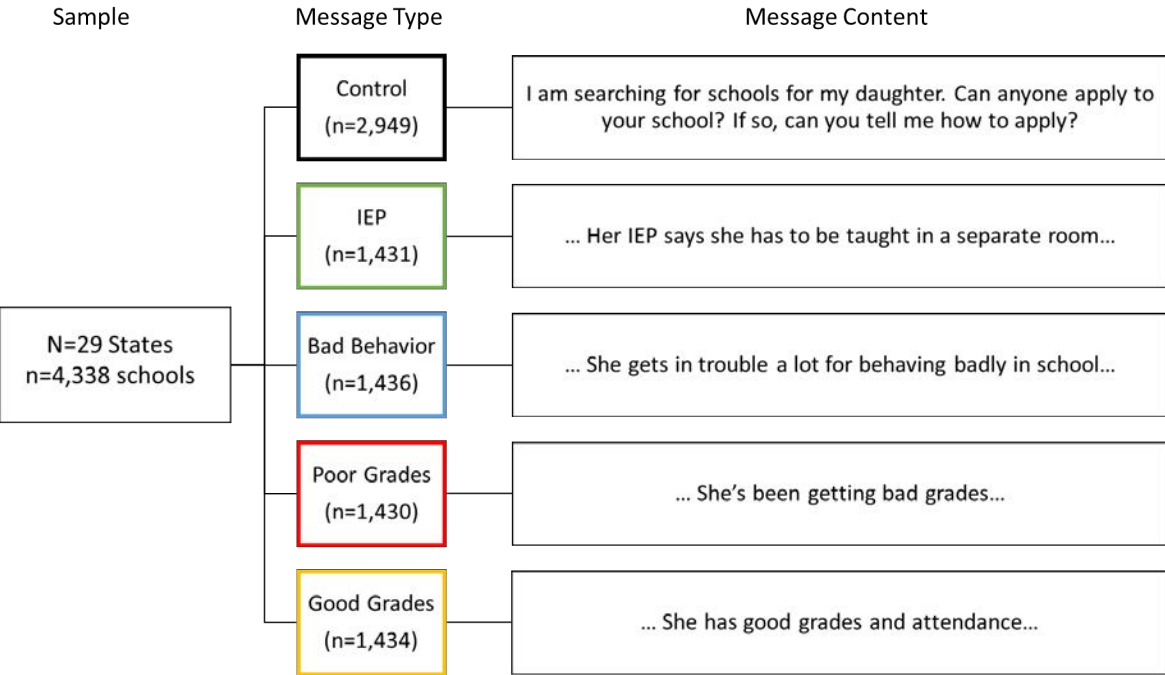 Sample
Message Type
Message Content
Control
(n=2,949)
I am searching for schools for my daughter. Can anyone apply to
your school? If so, can you tell me how to apply?
IEP
(n=1,431)
... Her IEP says she has to be taught in a separate room...
N=29 States
n=4,338 schools
Bad Behavior
(n=1,436)
... She gets in trouble a lot for behaving badly in school...
Poor Grades
(n=1,430)
... She’s been getting bad grades...
Good Grades
(n=1,434)
... She has good grades and attendance...